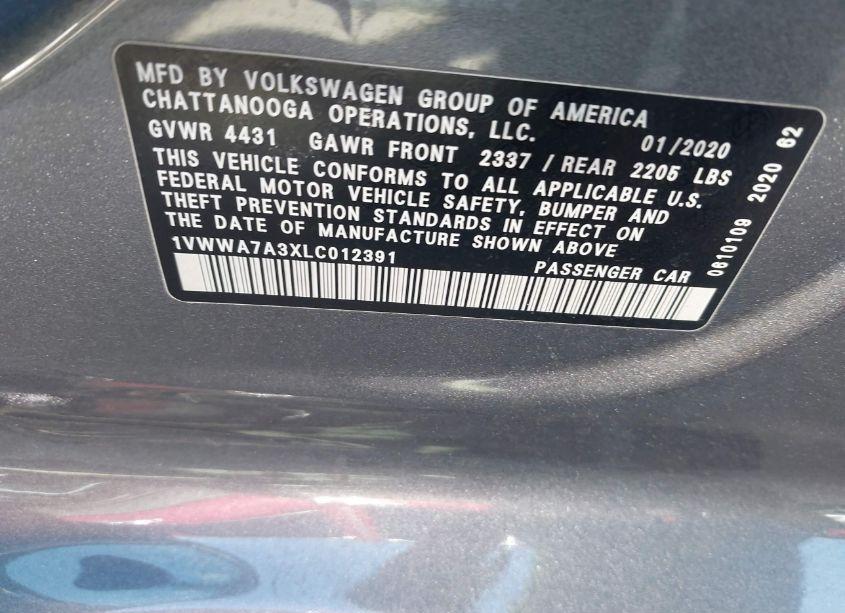 MFD BY VOLKSWAGEN GROUP OF AMERICA
CHATTANOOGA OPERATIONS, LLC.
01/2020
GVWR 4431 GAWR FRONT 2337 / REAR 2205 LBS
THIS VEHICLE CONFORMS TO ALL APPLICABLE U.S.
FEDERAL MOTOR VEHICLE SAFETY, BUMPER AND
THEFT PREVENTION STANDARDS IN EFFECT ON
THE DATE OF MANUFACTURE SHOWN ABOVE
1VWWA7A3XLC012391
PASSENGER CAR
0610109 2020 62